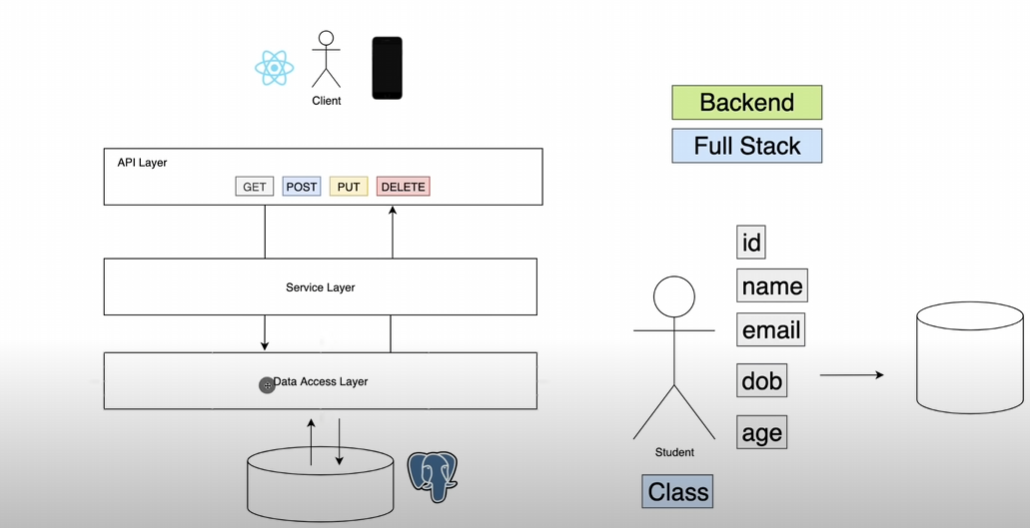 Client
API Layer
GET POST PUT DELETE
Service Layer
Data Access Layer
Backend
Full Stack
id
name
email
dob
age
Student
Class